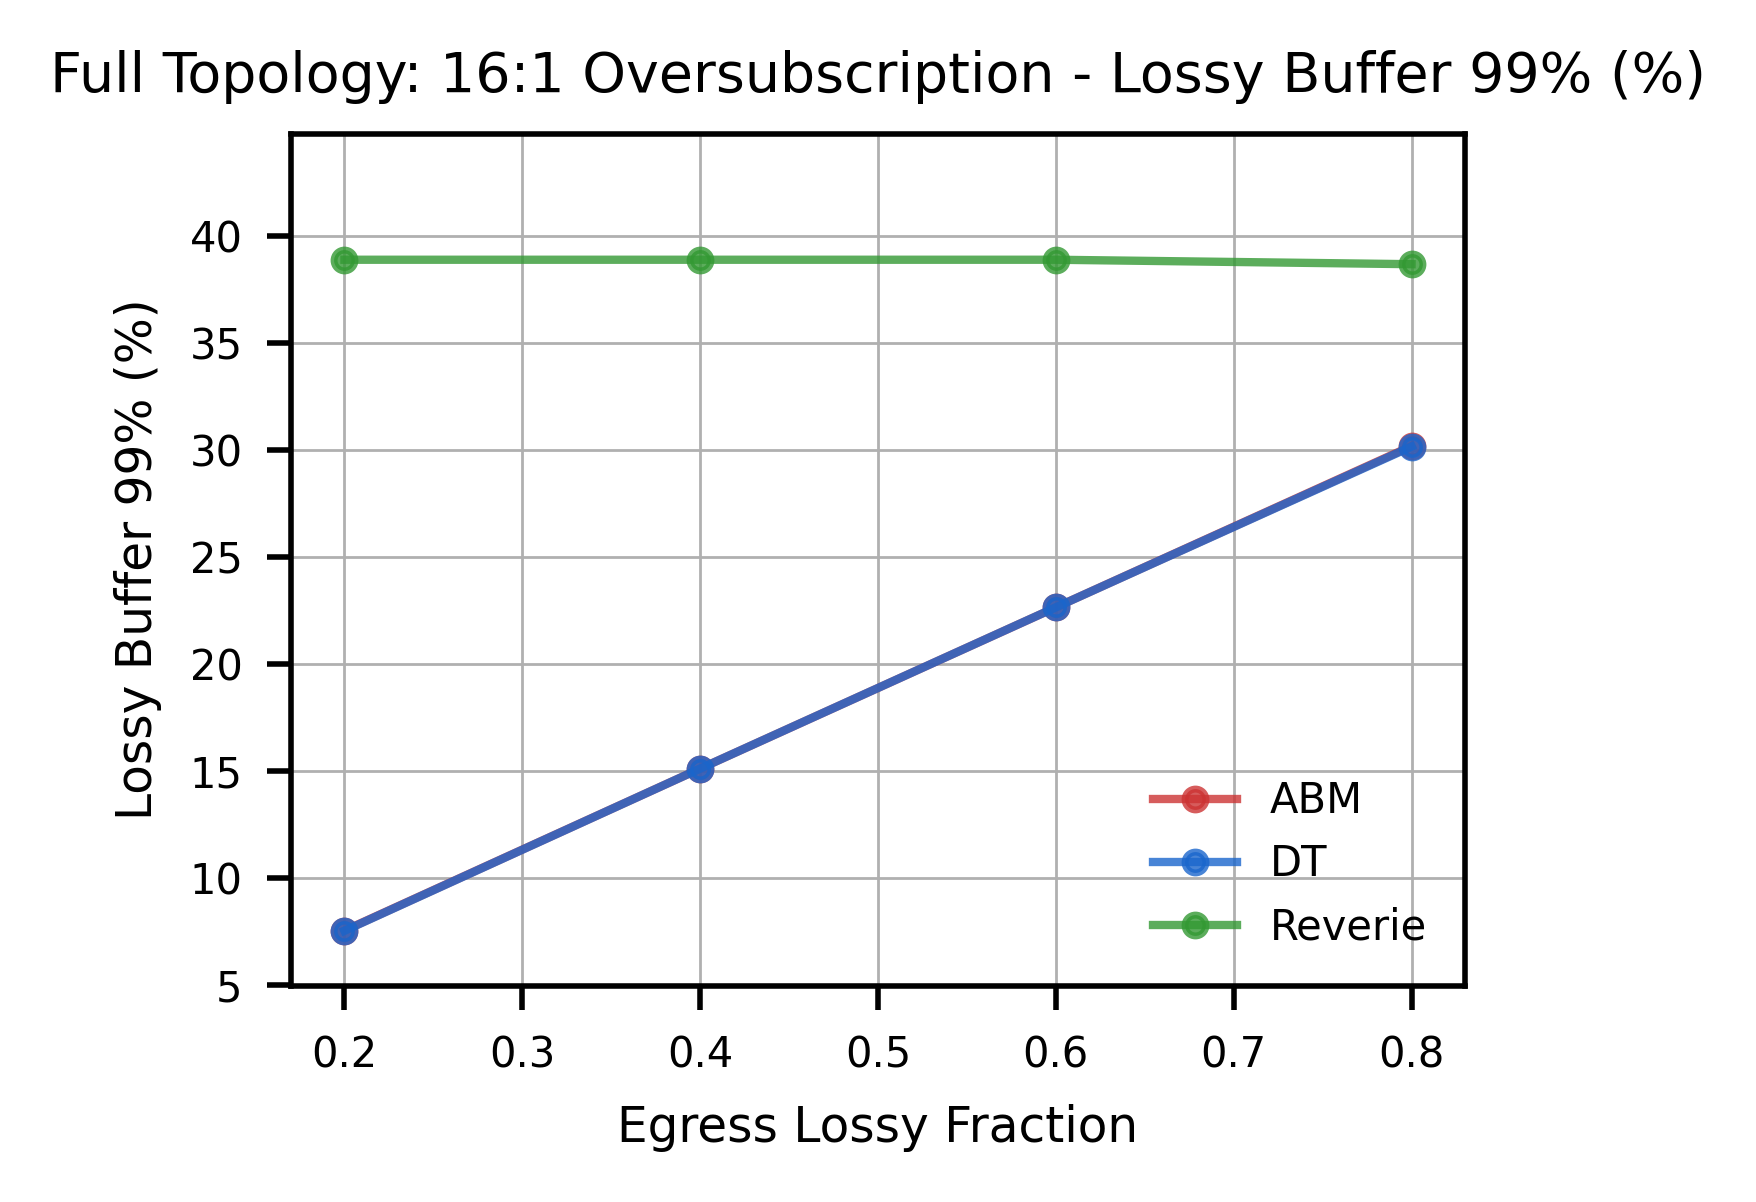 Full Topology: 16:1 Oversubscription - Lossy Buffer 99% (%)
Lossy Buffer 99% (%)
40
35
30
25
20
15
10
5
ABM
DT
Reverie
0.2 0.3 0.4 0.5 0.6 0.7 0.8
Egress Lossy Fraction